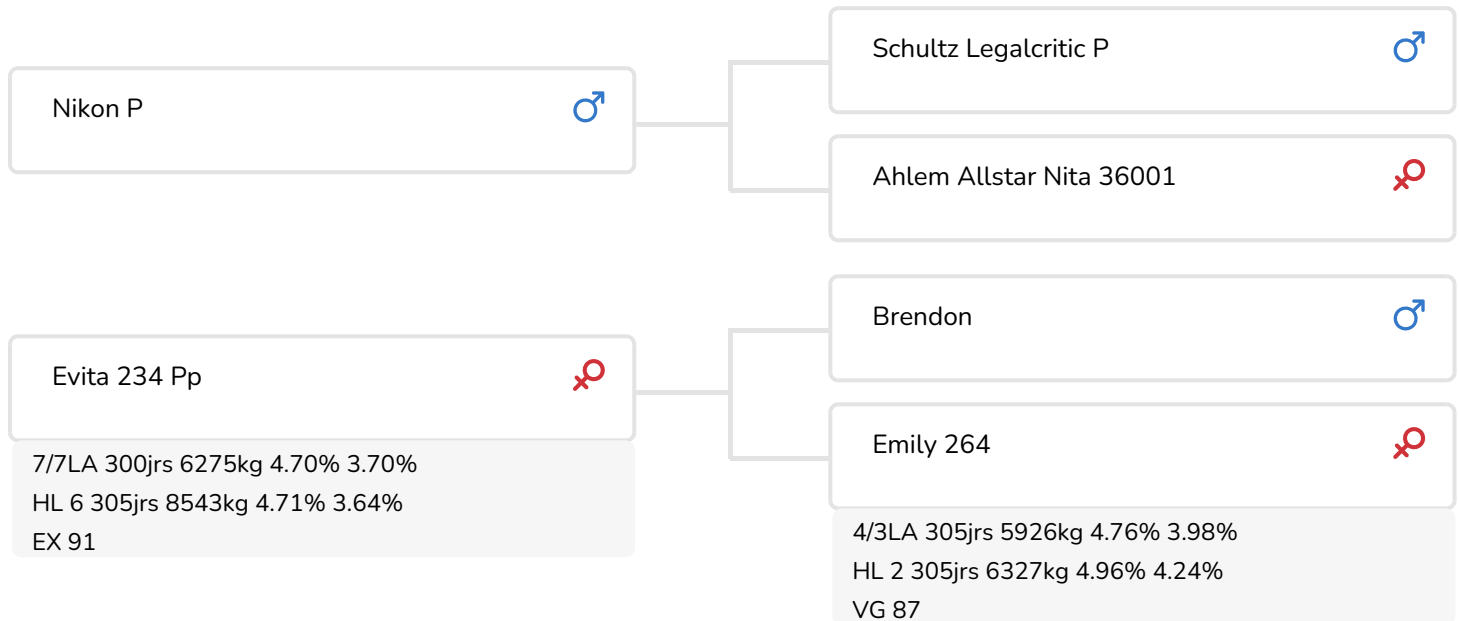 Nikon P
Schultz Legalcritic P
Ahlem Allstar Nita 36001
Evita 234 Pp
7/7LA 300jrs 6275kg 4.70% 3.70%
HL 6 305jrs 8543kg 4.71% 3.64%
EX 91
Brendon
Emily 264
4/3LA 305jrs 5926kg 4.76% 3.98%
HL 2 305jrs 6327kg 4.96% 4.24%
VG 87